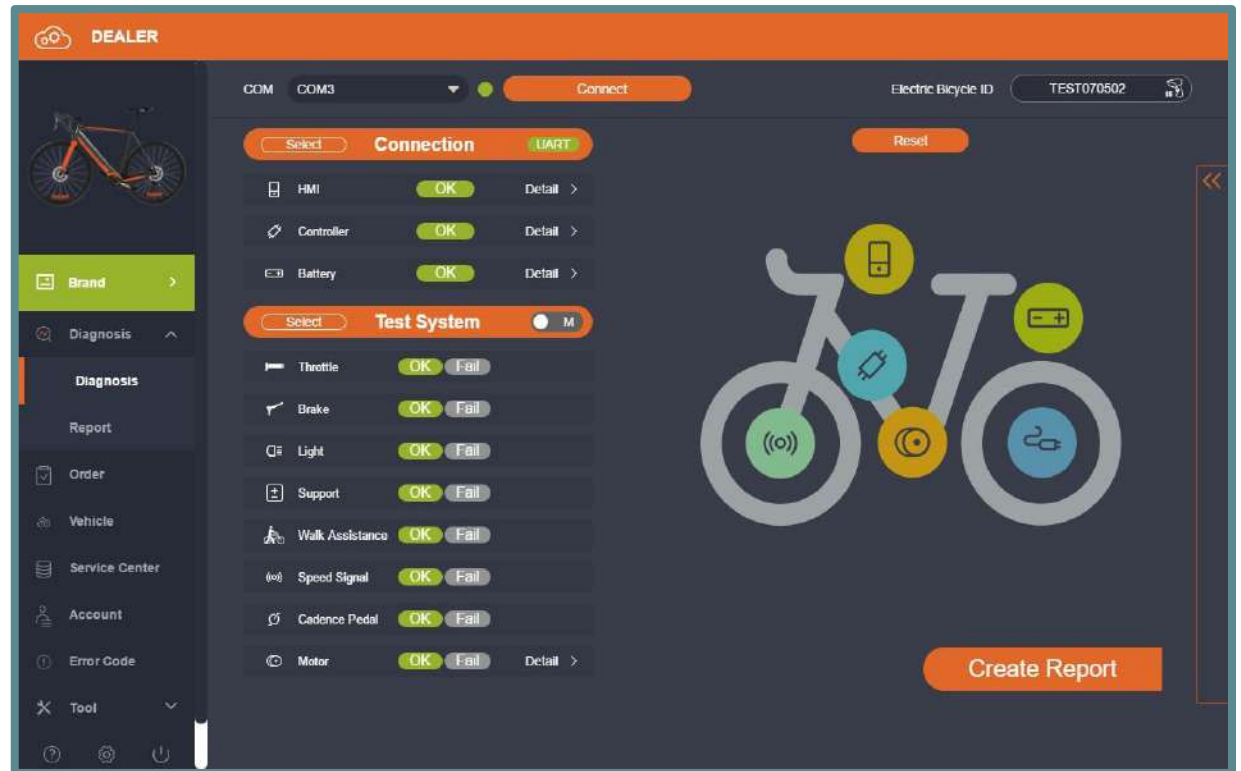 DEALER
COM COM3 Connect Electric Bicycle ID TEST070502
Select Connection UART
Reset
HMI OK Detail >
Controller OK Detail >
Battery OK Detail >
Select Test System M
Throttle OK Fail
Brake OK Fail
Light OK Fail
Support OK Fail
Walk Assistance OK Fail
Speed Signal OK Fail
Cadence Pedal OK Fail
Motor OK Fail Detail >
Brand >
Diagnosis
Diagnosis
Report
Order
Vehicle
Service Center
Account
Error Code
Tool
Create Report